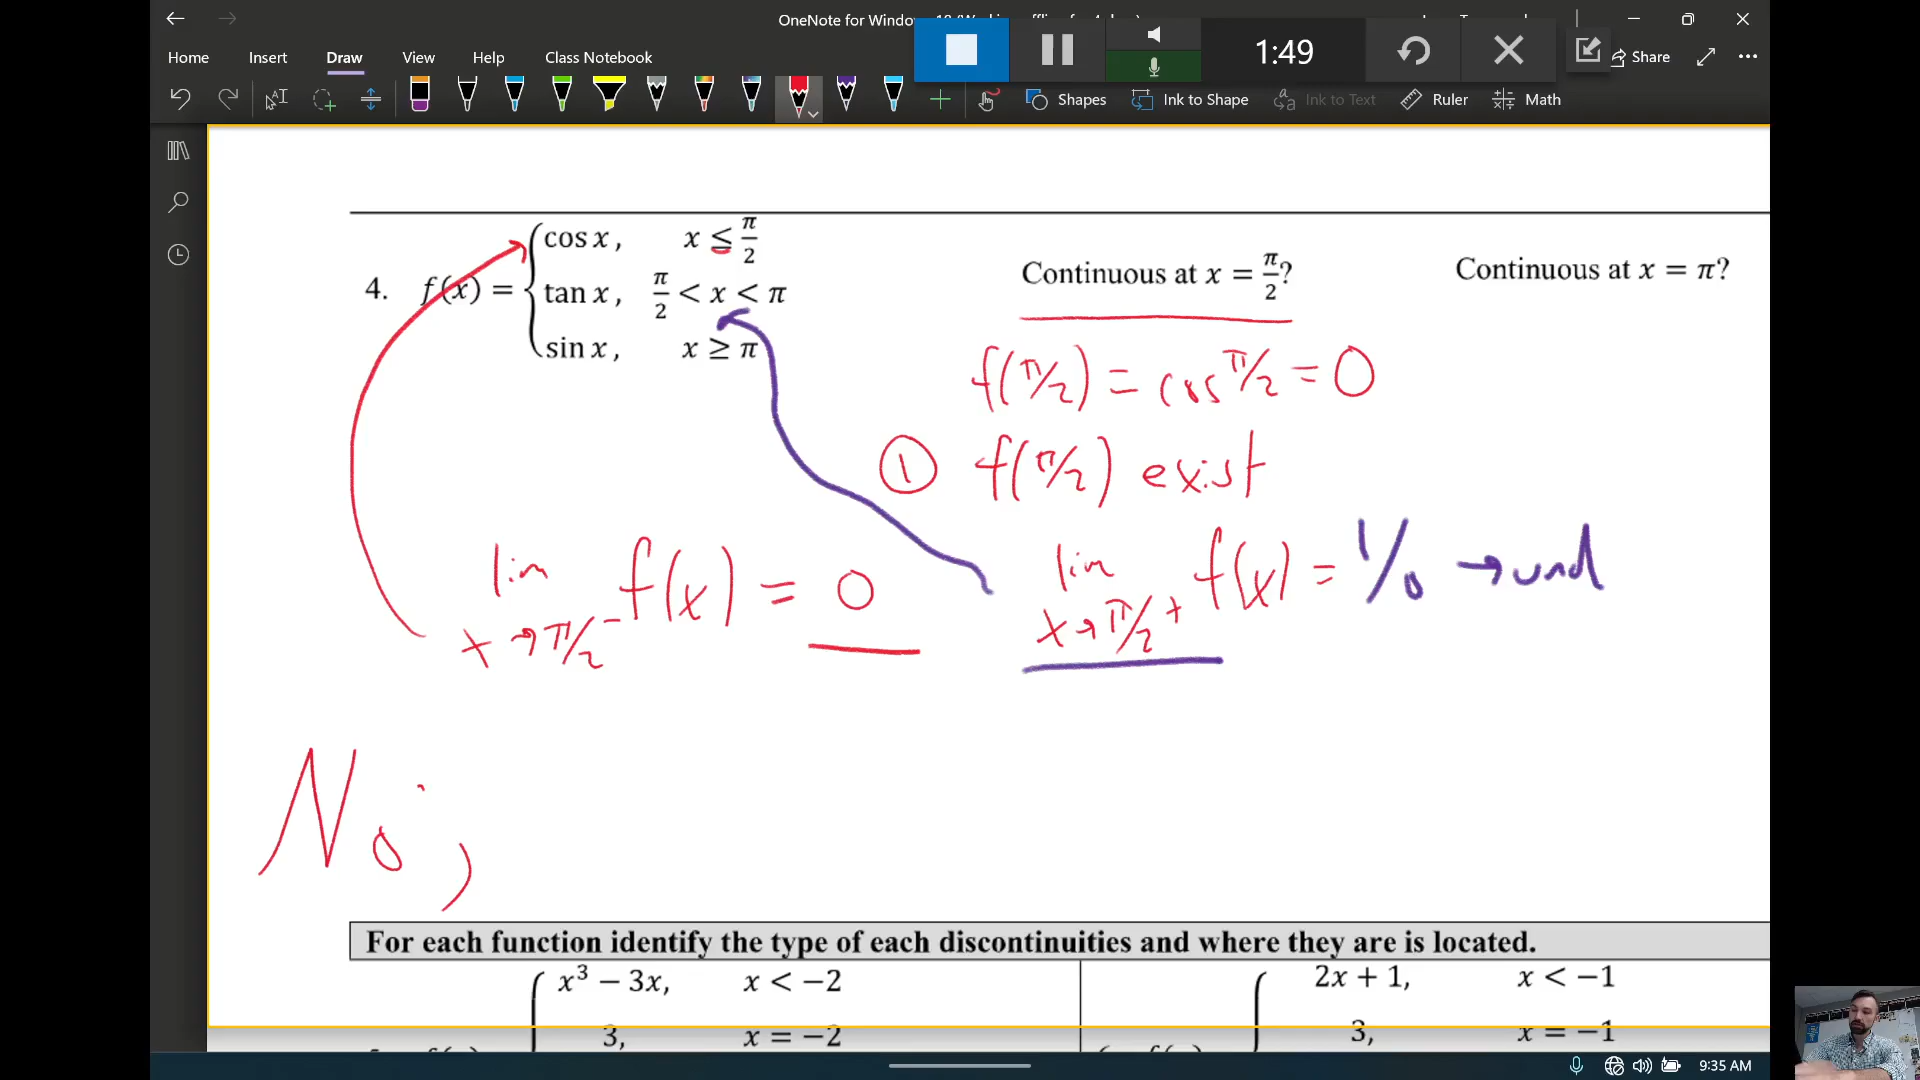 OneNote for Windo
1:49
Home Insert Draw View Help Class Notebook
Share
Shapes Ink to Shape Ink to Text Ruler Math
4. f(x) = { cos x, x ≤ π/2
tan x, π/2 < x < π
sin x, x ≥ π
Continuous at x = π/2?
Continuous at x = π?
f(π/2) = cos π/2 = 0
① f(π/2) exist
lim x→π/2⁻ f(x) = 0
lim x→π/2⁺ f(x) = 1/0 → und
No;
For each function identify the type of each discontinuities and where they are is located.
x³ − 3x, x < −2
3, x = −2
2x + 1, x < −1
3, x = −1
9:35 AM